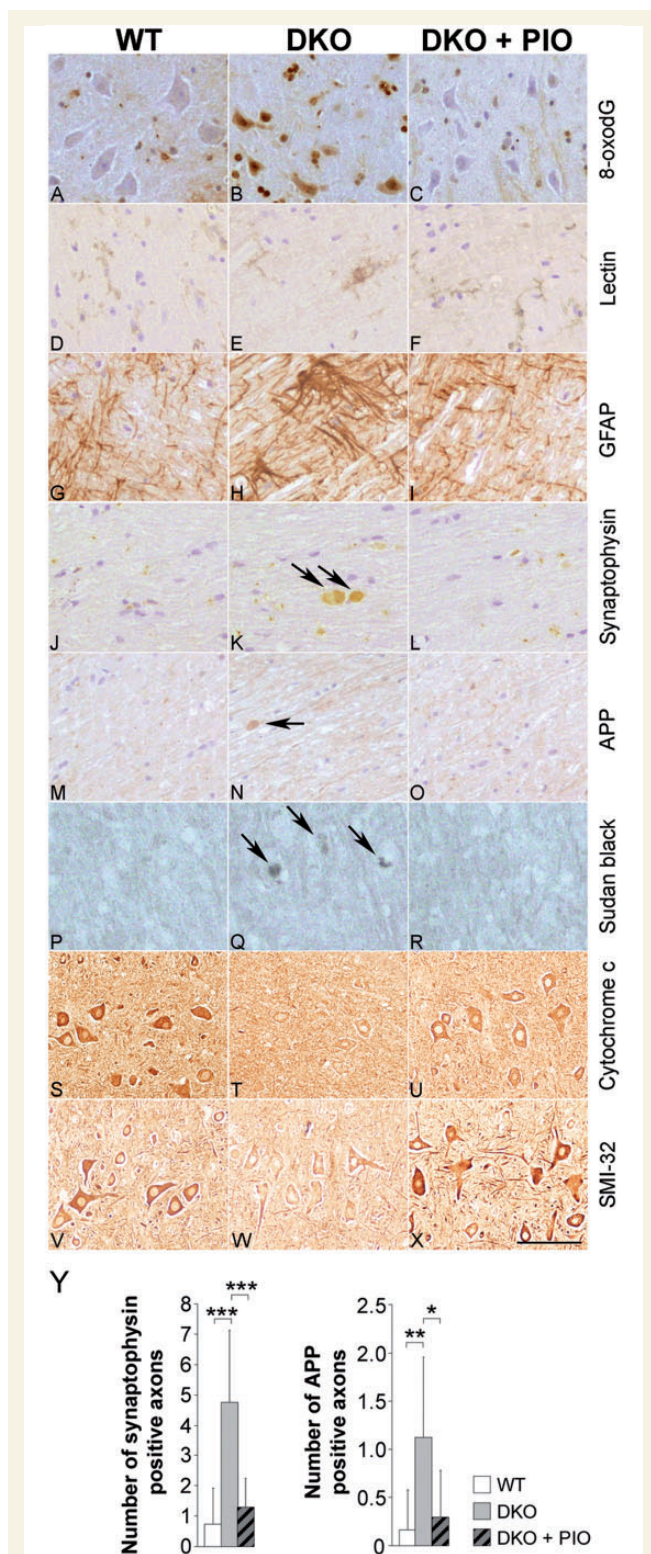 WT DKO DKO + PIO
A B C 8-oxodG
D E F Lectin
G H I GFAP
J K L Synaptophysin
M N O APP
P Q R Sudan black
S T U Cytochrome c
V W X SMI-32
Y
Number of synaptophysin
positive axons
8
7
6
5
4
3
2
1
0
***
***
Number of APP
positive axons
2.5
2.0
1.5
1.0
0.5
0
**
*
WT
DKO
DKO + PIO